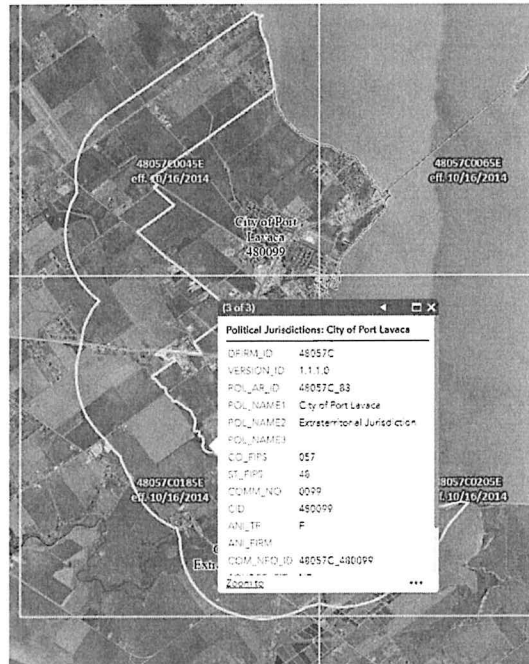 48057C0045E
eff. 10/16/2014
48057C0065E
eff. 10/16/2014
City of Port
Lavaca
480099
(3 of 3)
Political Jurisdictions: City of Port Lavaca
DFIRM_ID 48057C
VERSION_ID 1.1.1.0
POL_AR_ID 48057C_83
POL_NAME1 City of Port Lavaca
POL_NAME2 Extraterritorial Jurisdiction
POL_NAME3
CO_FIPS 057
ST_FIPS 48
COMM_NO 0099
CID 480099
ANI_TF F
ANI_FIRM
COM_NFO_ID 48057C_480099
Zoom to
48057C0185E
eff. 10/16/2014
0205E
/16/2014
Extra